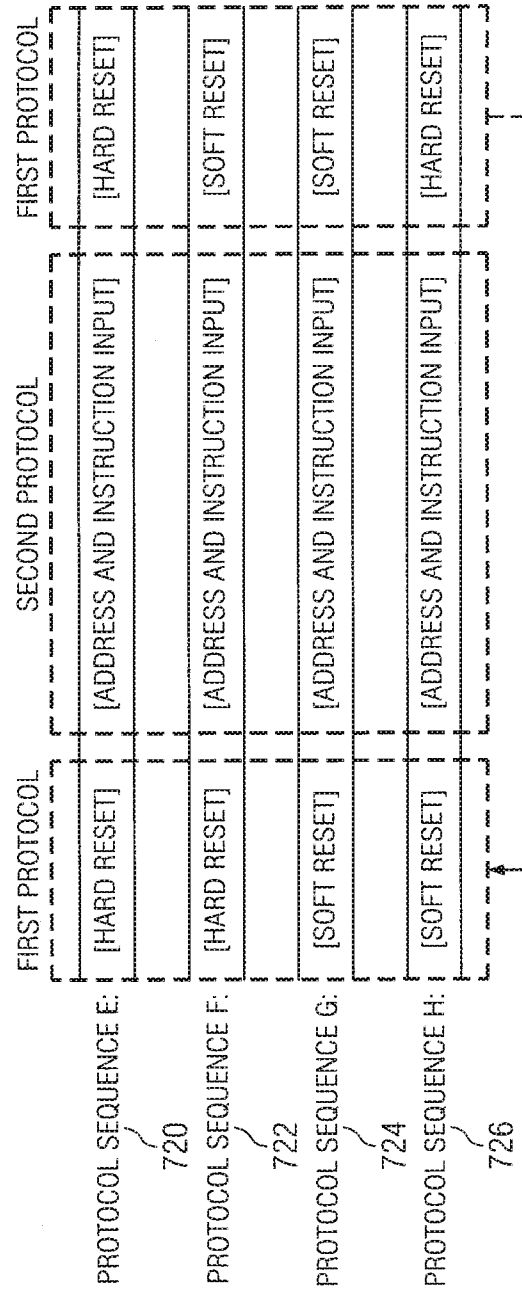 FIRST PROTOCOL SECOND PROTOCOL FIRST PROTOCOL
PROTOCOL SEQUENCE E: [HARD RESET] [ADDRESS AND INSTRUCTION INPUT] [HARD RESET]
720
PROTOCOL SEQUENCE F: [HARD RESET] [ADDRESS AND INSTRUCTION INPUT] [SOFT RESET]
722
PROTOCOL SEQUENCE G: [SOFT RESET] [ADDRESS AND INSTRUCTION INPUT] [SOFT RESET]
724
PROTOCOL SEQUENCE H: [SOFT RESET] [ADDRESS AND INSTRUCTION INPUT] [HARD RESET]
726